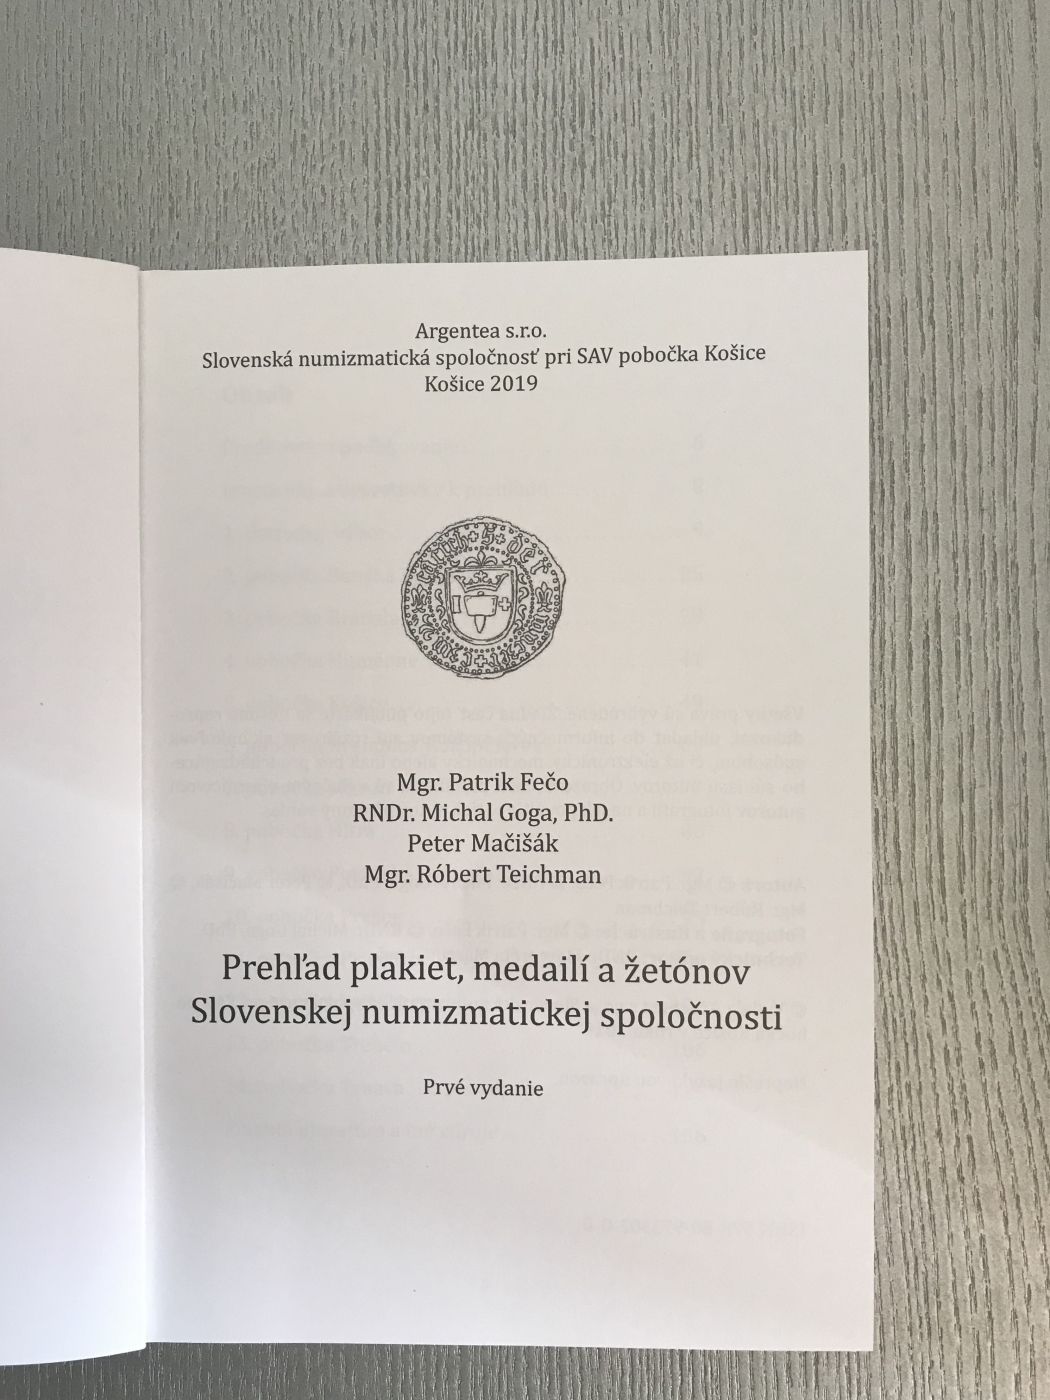 Argentea s.r.o.
Slovenská numizmatická spoločnosť pri SAV pobočka Košice
Košice 2019
Mgr. Patrik Fečo
RNDr. Michal Goga, PhD.
Peter Mačišák
Mgr. Róbert Teichman
Prehľad plakiet, medailí a žetónov
Slovenskej numizmatickej spoločnosti
Prvé vydanie